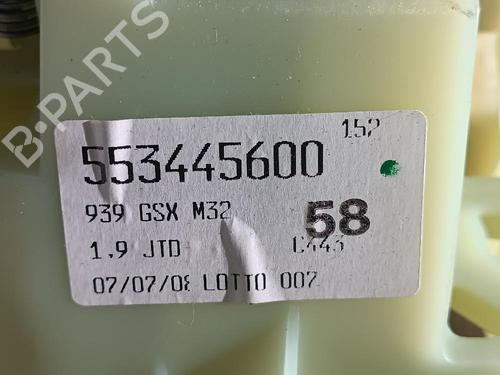 B-PARTS
152
553445600
939 GSX M32
58
1.9 JTD
C443
07/07/08 LOTTO 007